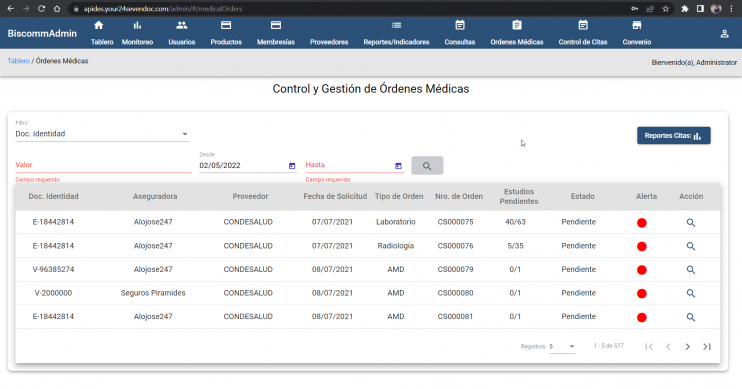 apides.your24sevendoc.com/admin/#/medicalOrders
BiscommAdmin
Tablero Monitoreo Usuarios Productos Membresías Proveedores Reportes/Indicadores Consultas Ordenes Médicas Control de Citas Convenio
Tablero / Órdenes Médicas
Bienvenido(a), Administrator
Control y Gestión de Órdenes Médicas
Filtro
Doc. Identidad
Reportes Citas:
Desde
Valor 02/05/2022 Hasta
Campo requerido Campo requerido
Doc. Identidad Aseguradora Proveedor Fecha de Solicitud Tipo de Orden Nro. de Orden Estudios Pendientes Estado Alerta Acción
E-18442814 Alojose247 CONDESALUD 07/07/2021 Laboratorio CS000075 40/63 Pendiente
E-18442814 Alojose247 CONDESALUD 07/07/2021 Radiología CS000076 5/35 Pendiente
V-96385274 Alojose247 CONDESALUD 08/07/2021 AMD CS000079 0/1 Pendiente
V-2000000 Seguros Piramides CONDESALUD 08/07/2021 AMD CS000080 0/1 Pendiente
E-18442814 Alojose247 CONDESALUD 08/07/2021 AMD CS000081 0/1 Pendiente
Registros 5 1 - 5 de 517